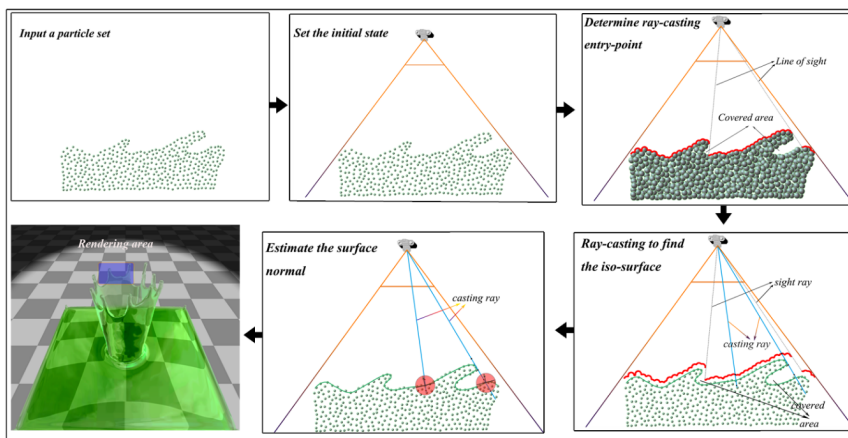 Input a particle set
Set the initial state
Determine ray-casting
entry-point
Line of sight
Covered area
Rendering area
Estimate the surface
normal
casting ray
Ray-casting to find
the iso-surface
sight ray
casting ray
covered
area